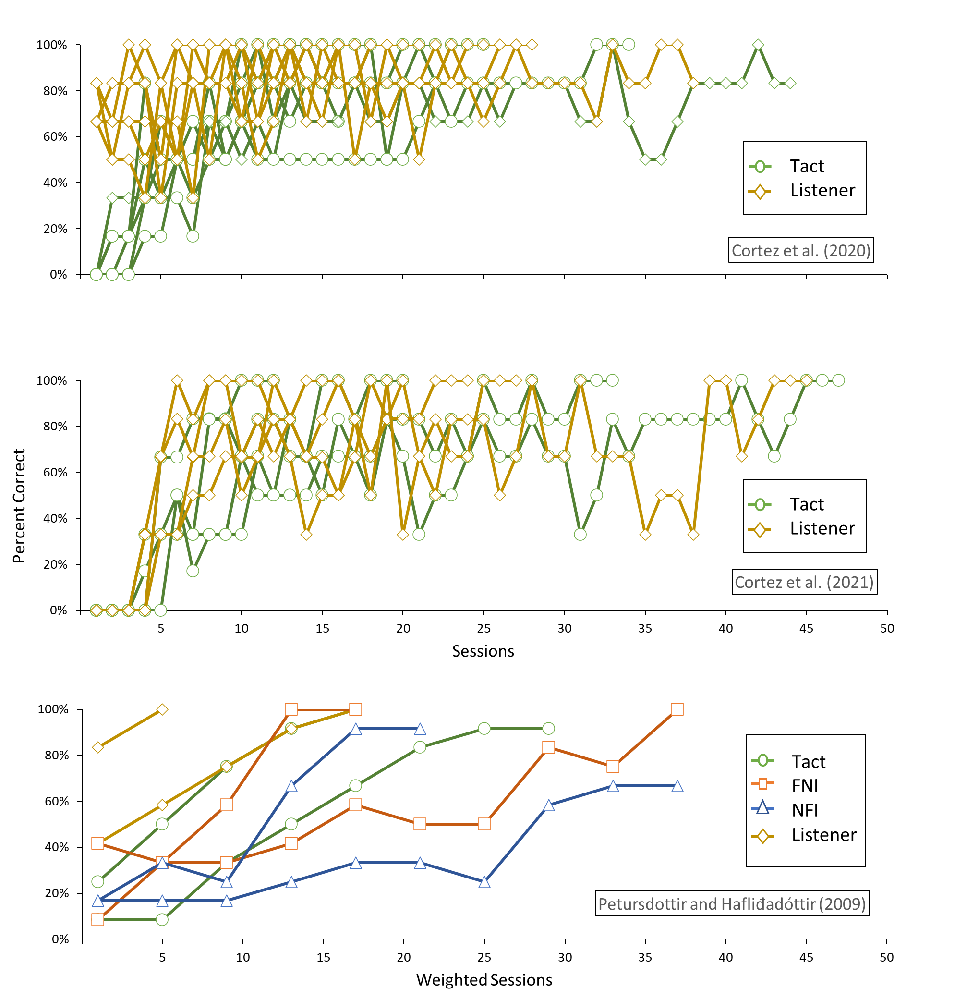 100%
80%
60%
40%
20%
0%
Tact
Listener
Cortez et al. (2020)
Percent Correct
100%
80%
60%
40%
20%
0%
Tact
Listener
Cortez et al. (2021)
5 10 15 20 25 30 35 40 45 50
Sessions
100%
80%
60%
40%
20%
0%
Tact
FNI
NFI
Listener
Petursdottir and Hafliđadóttir (2009)
5 10 15 20 25 30 35 40 45 50
Weighted Sessions